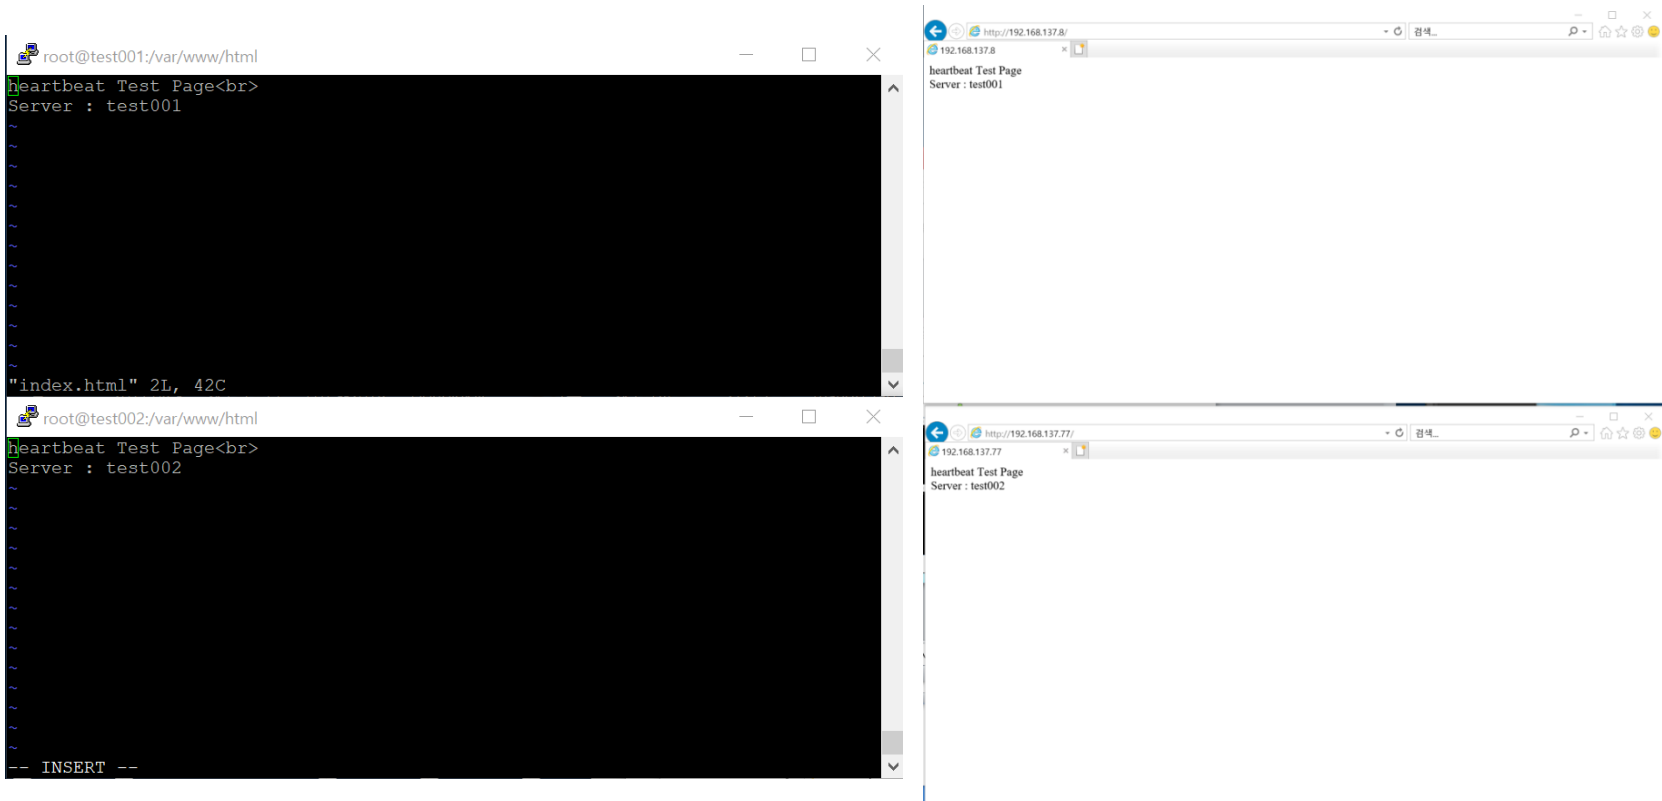 root@test001:/var/www/html
heartbeat Test Page<br>
Server : test001
~
~
~
~
~
~
~
~
~
~
~
~
~
"index.html" 2L, 42C
root@test002:/var/www/html
heartbeat Test Page<br>
Server : test002
~
~
~
~
~
~
~
~
~
~
~
~
~
~
-- INSERT --
http://192.168.137.8/
검색...
192.168.137.8
heartbeat Test Page
Server : test001
http://192.168.137.77/
검색...
192.168.137.77
heartbeat Test Page
Server : test002